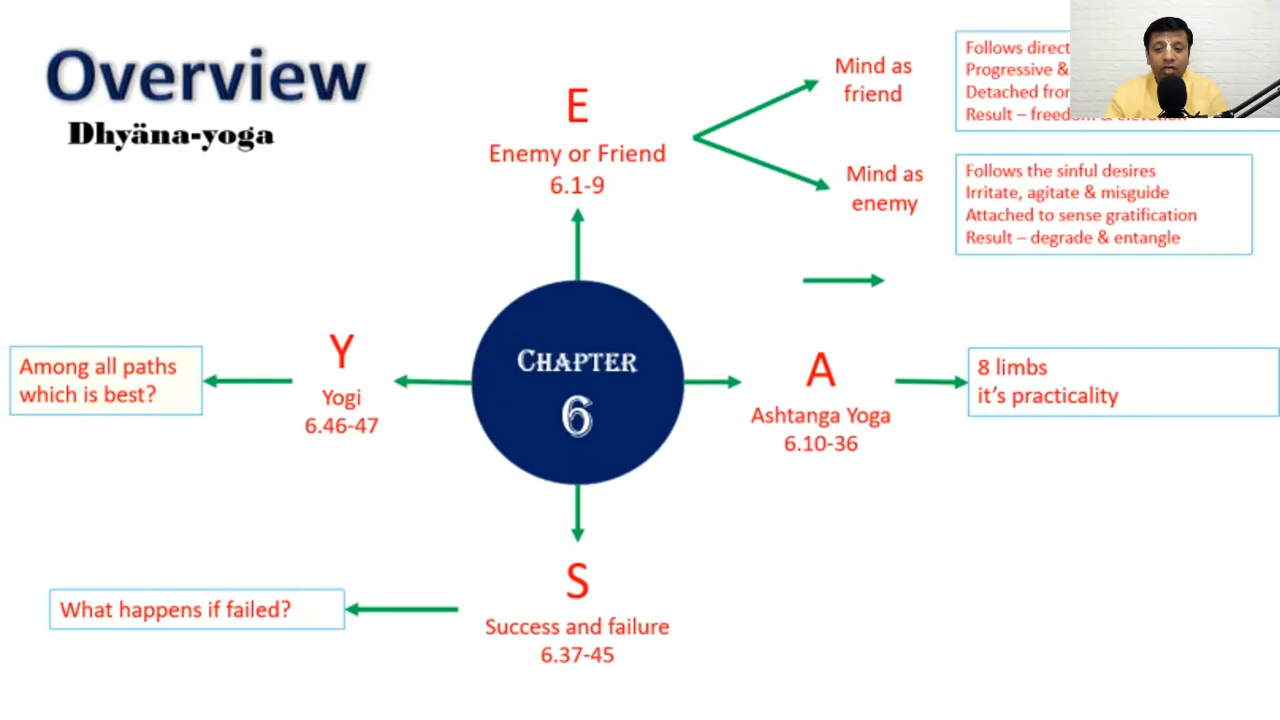 Overview
Dhyäna-yoga
E
Enemy or Friend
6.1-9
Mind as
friend
Follows direct
Progressive &
Detached from
Result –
Mind as
enemy
Follows the sinful desires
Irritate, agitate & misguide
Attached to sense gratification
Result – degrade & entangle
CHAPTER
6
A
Ashtanga Yoga
6.10-36
8 limbs
it's practicality
S
Success and failure
6.37-45
What happens if failed?
Y
Yogi
6.46-47
Among all paths
which is best?